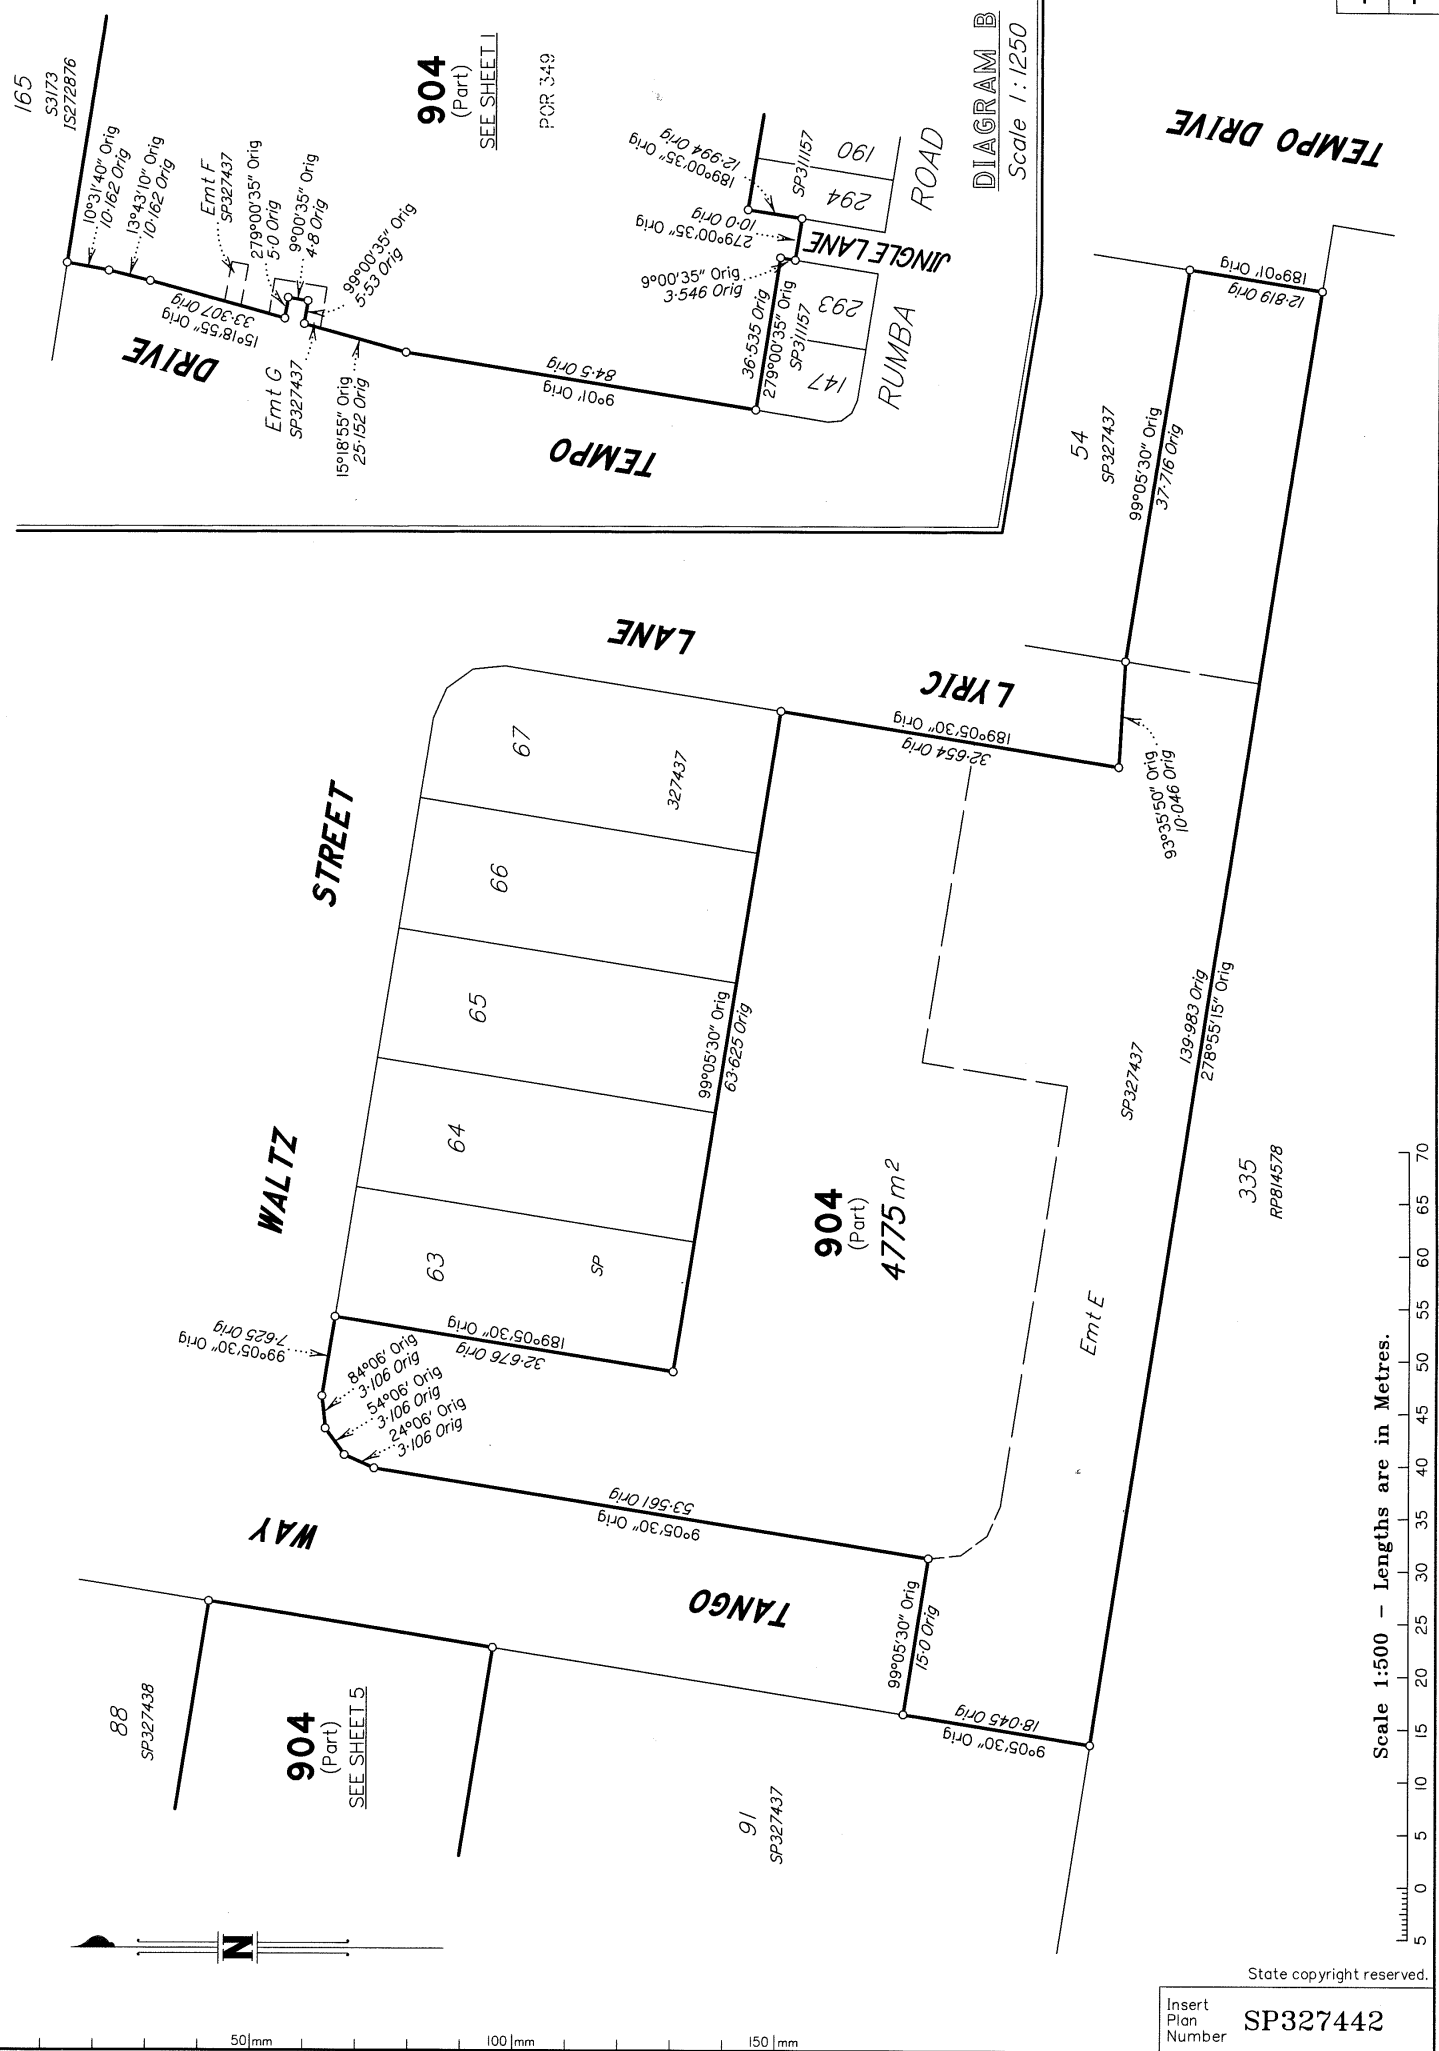 165
S3173
IS272876
10°31'40" Orig
10·162 Orig
13°43'10" Orig
10·162 Orig
Emt F
SP327437
279°00'35" Orig
5·0 Orig
9°00'35" Orig
4·8 Orig
99°00'35" Orig
5·53 Orig
15°18'55" Orig
33·307 Orig
DRIVE
Emt G
SP327437
15°18'55" Orig
25·152 Orig
84·5 Orig
9°01' Orig
TEMPO
904
(Part)
SEE SHEET 1
POR 349
189°00'35" Orig
12·994 Orig
279°00'35" Orig
10·0 Orig
9°00'35" Orig
3·546 Orig
36·535 Orig
279°00'35" Orig
SP311157
SP311157
190
294
JINGLE LANE
293
147
ROAD
RUMBA
DIAGRAM B
Scale 1:1250
TEMPO DRIVE
189°01' Orig
12·819 Orig
54
SP327437
99°05'30" Orig
37·716 Orig
LANE
LYRIC
189°05'30" Orig
32·654 Orig
93°35'50" Orig
10·046 Orig
STREET
WALTZ
67
327437
66
65
64
63
SP
99°05'30" Orig
63·625 Orig
99°05'30" Orig
7·625 Orig
84°06' Orig
3·106 Orig
54°06' Orig
3·106 Orig
24°06' Orig
3·106 Orig
189°05'30" Orig
32·676 Orig
53·561 Orig
9°05'30" Orig
904
(Part)
4775 m²
139·983 Orig
278°55'15" Orig
SP327437
Emt E
335
RP814578
WAY
TANGO
99°05'30" Orig
15·0 Orig
18·045 Orig
9°05'30" Orig
88
SP327438
904
(Part)
SEE SHEET 5
91
SP327437
N
Scale 1:500 – Lengths are in Metres.
5 0 5 10 15 20 25 30 35 40 45 50 55 60 65 70
State copyright reserved.
Insert
Plan
Number
SP327442
50 mm 100 mm 150 mm